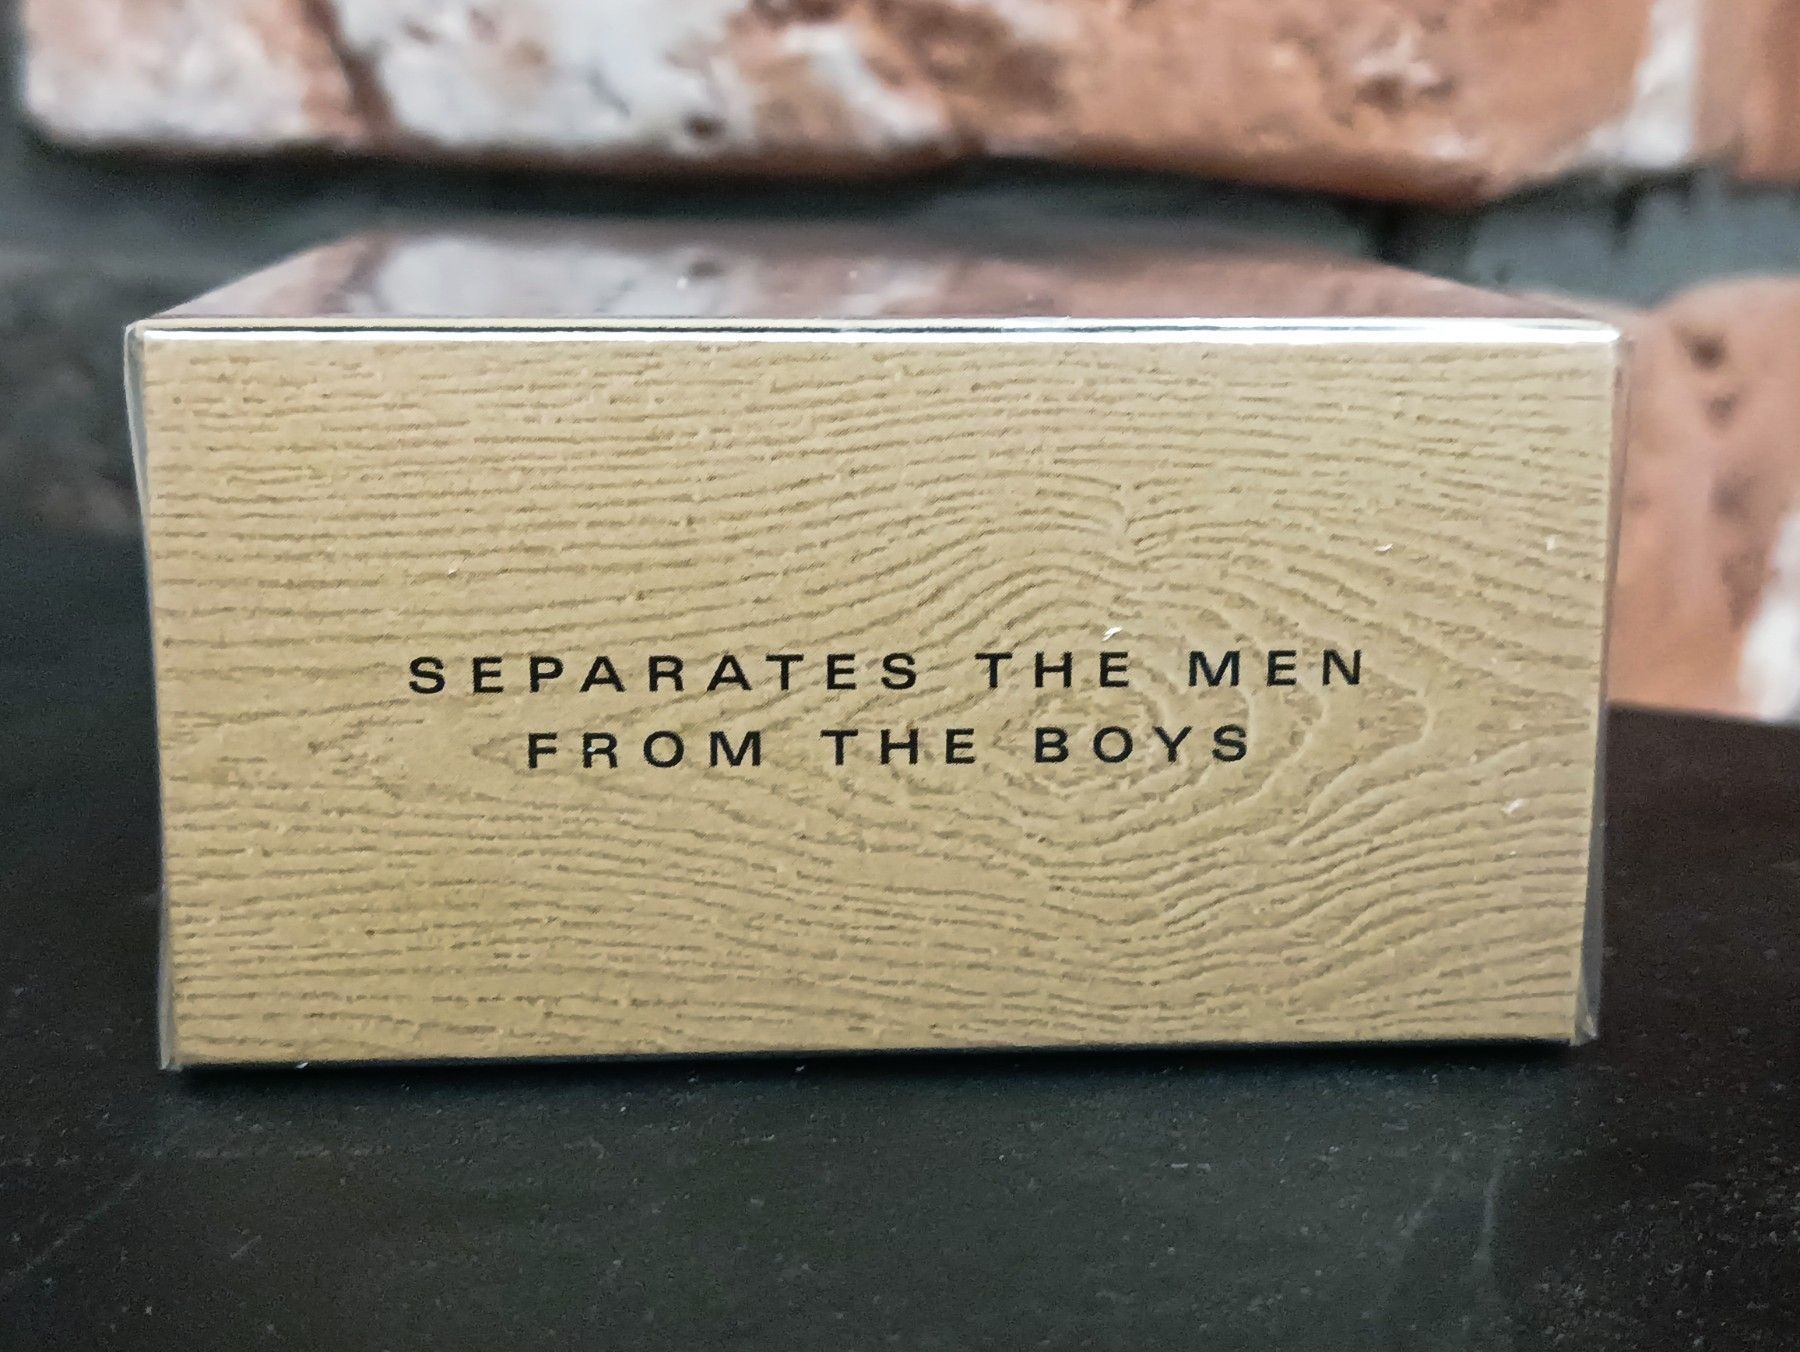 SEPARATES THE MEN
FROM THE BOYS